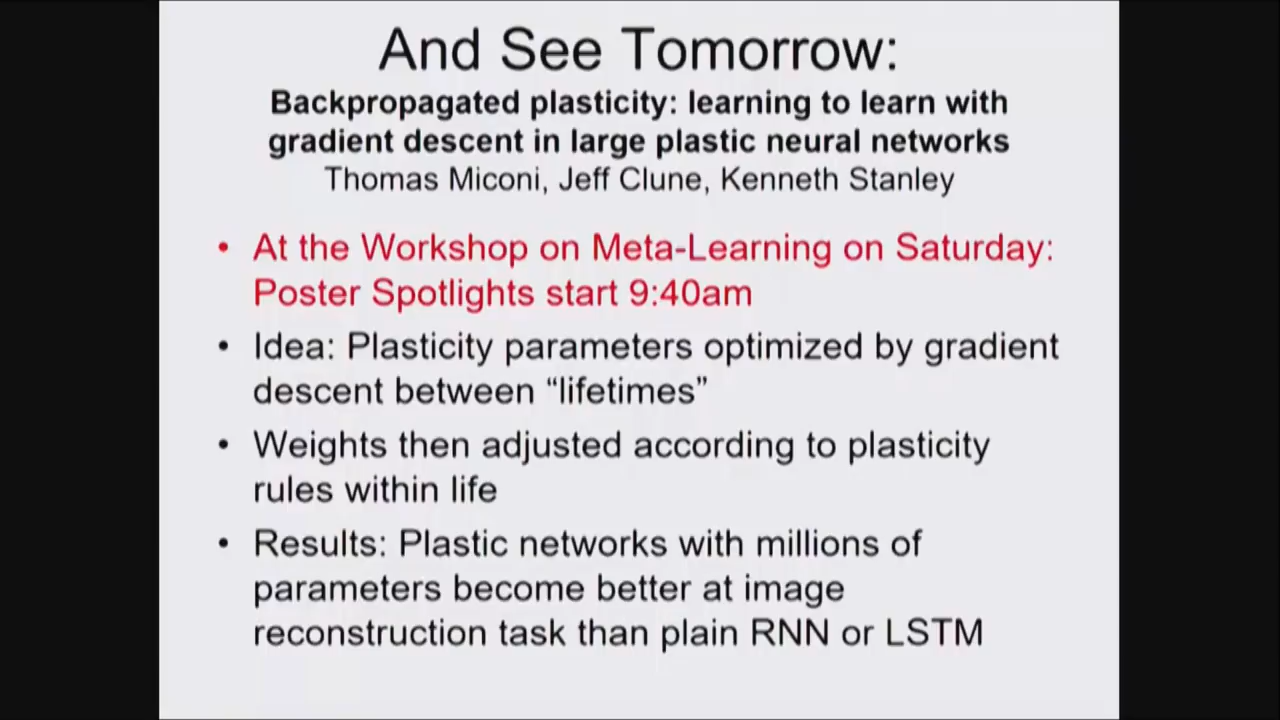 And See Tomorrow:
Backpropagated plasticity: learning to learn with
gradient descent in large plastic neural networks
Thomas Miconi, Jeff Clune, Kenneth Stanley
• At the Workshop on Meta-Learning on Saturday:
Poster Spotlights start 9:40am
• Idea: Plasticity parameters optimized by gradient
descent between “lifetimes”
• Weights then adjusted according to plasticity
rules within life
• Results: Plastic networks with millions of
parameters become better at image
reconstruction task than plain RNN or LSTM